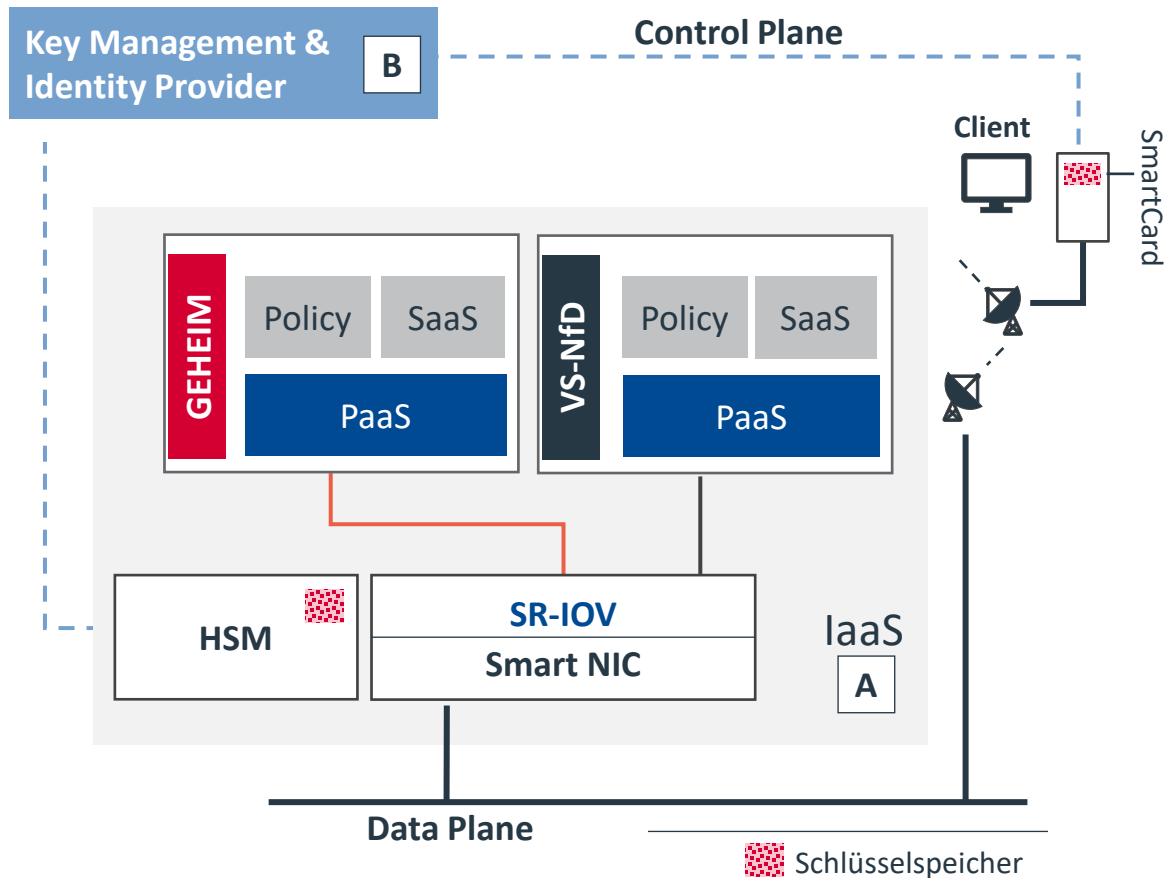 Key Management &
Identity Provider
B
Control Plane
Client
SmartCard
GEHEIM
Policy
SaaS
PaaS
VS-NfD
Policy
SaaS
PaaS
HSM
SR-IOV
Smart NIC
IaaS
A
Data Plane
Schlüsselspeicher